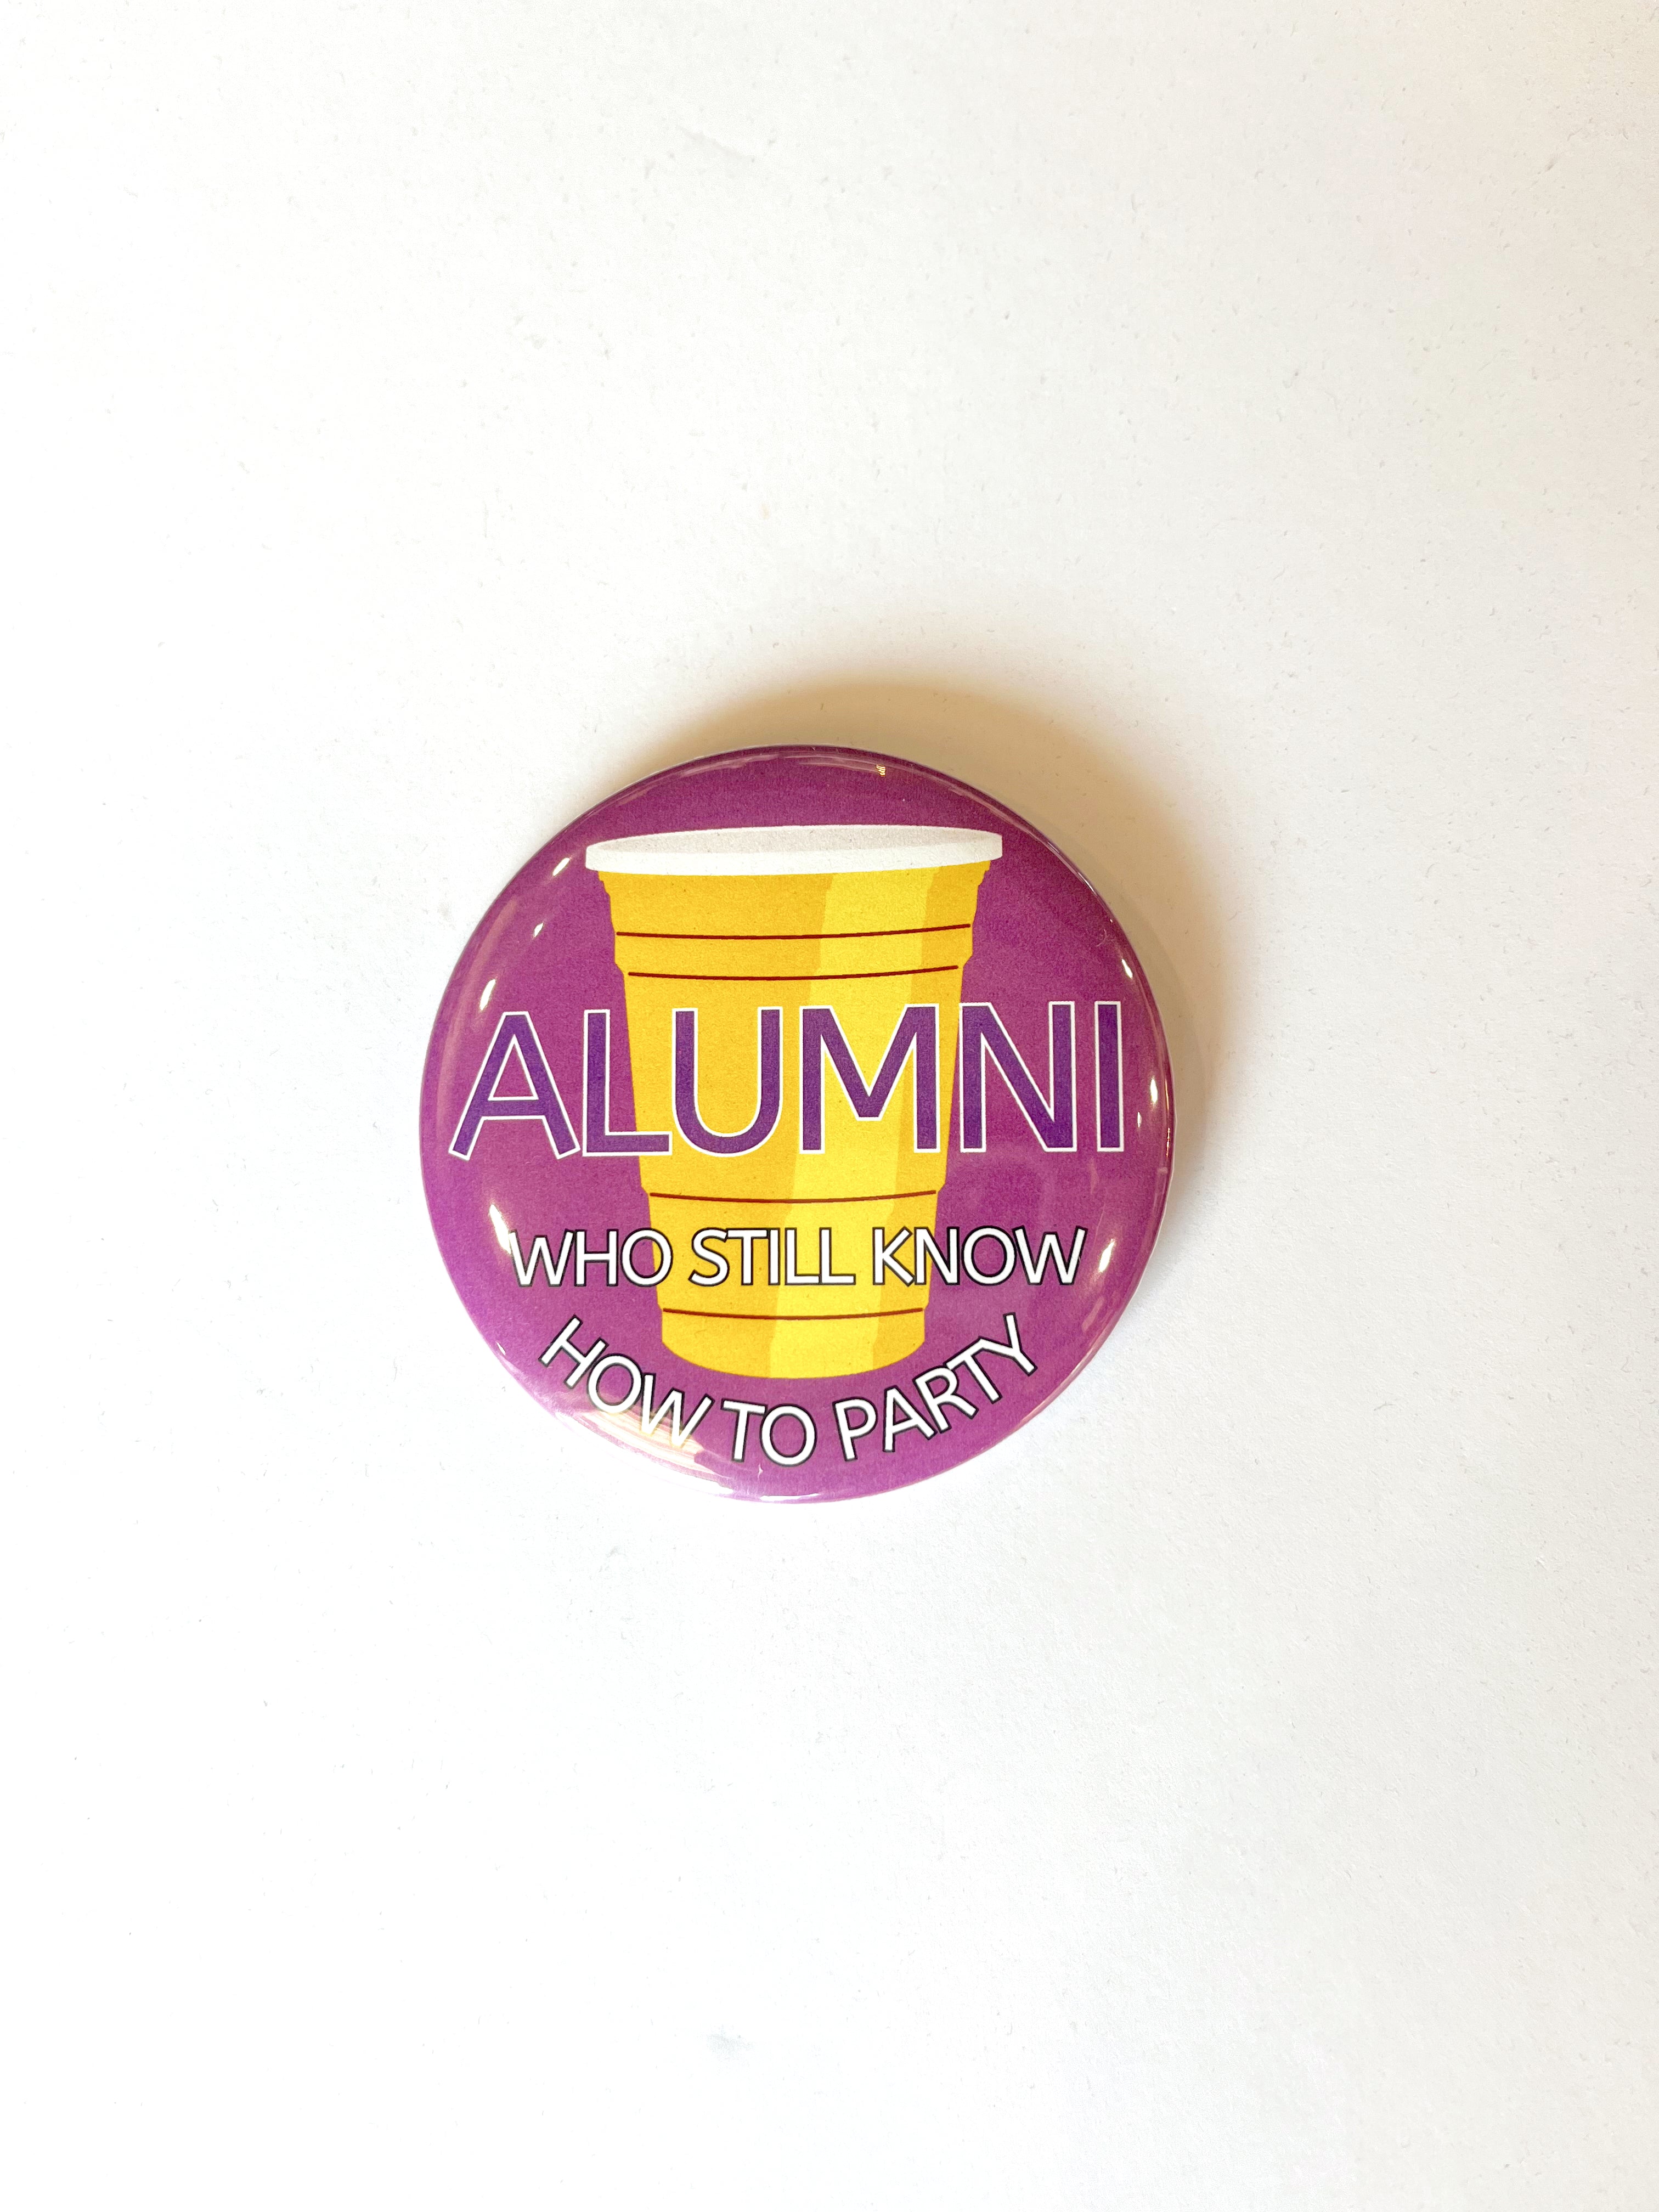 ALUMNI
WHO STILL KNOW
HOW TO PARTY